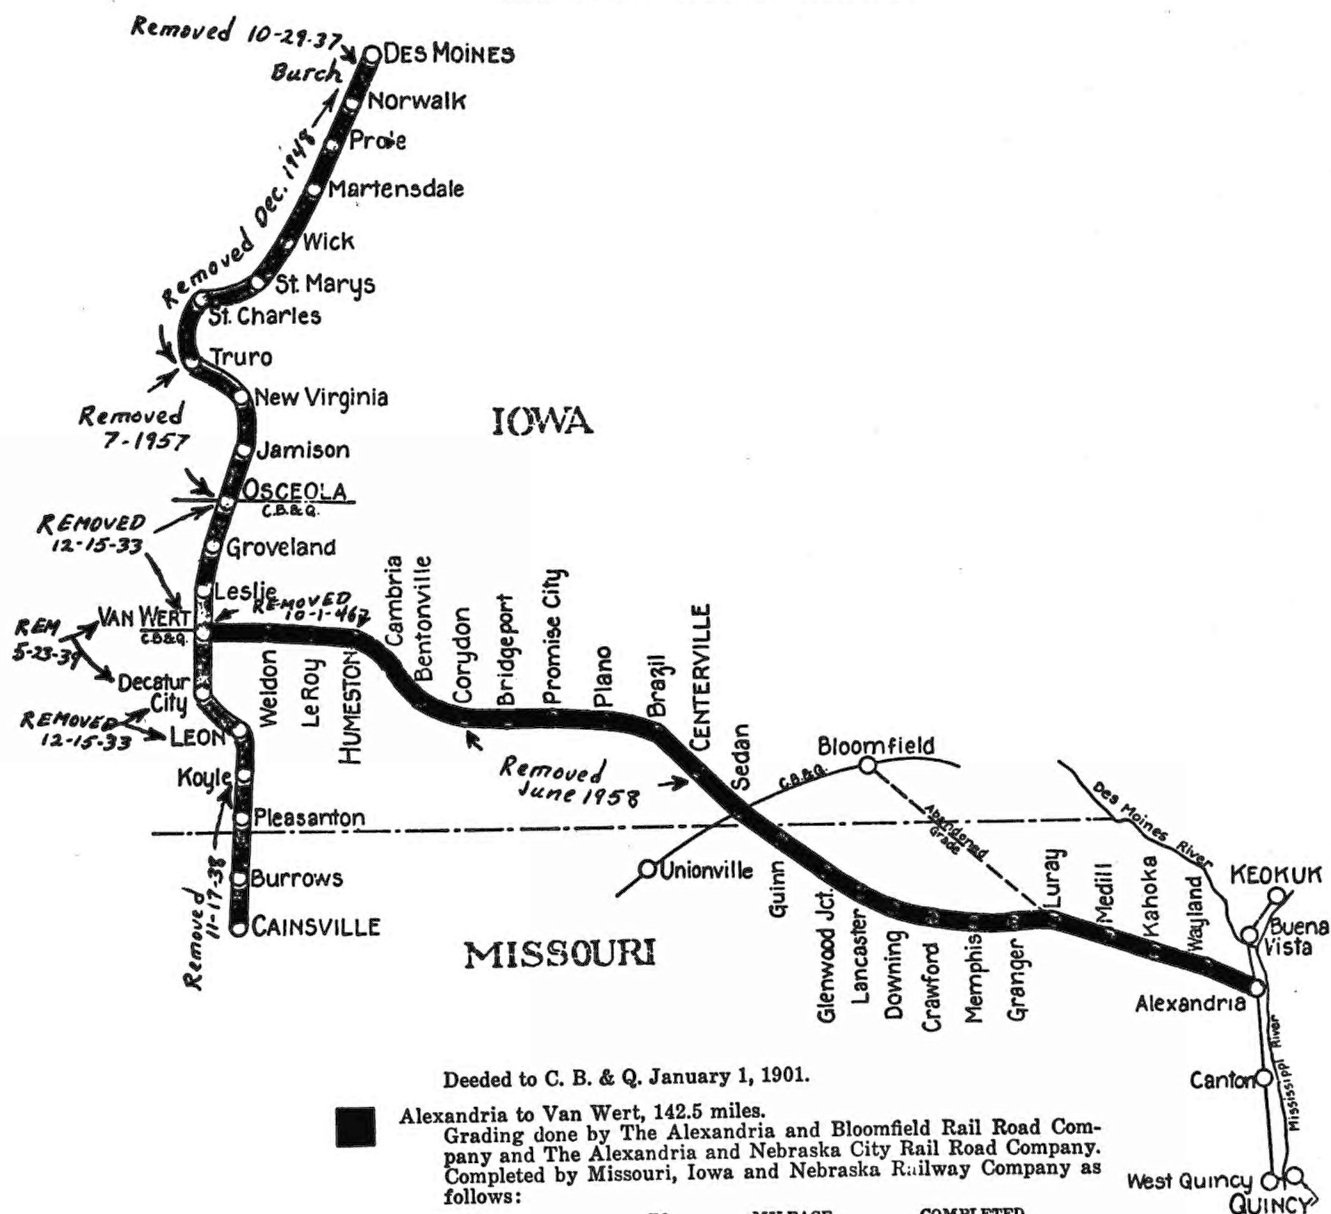 Removed 10-29-37
DES MOINES
Burch
Norwalk
Removed Dec. 1948
Martensdale
Wick
St. Marys
St. Charles
Truro
New Virginia
Removed
7-1957
IOWA
Jamison
OSCEOLA
C.B.&Q.
REMOVED
12-15-33
Groveland
Leslie
REMOVED
VAN WERT
C.B.&Q.
REM
5-23-39
Decatur
City
REMOVED
12-15-33
LEON
Koyle
Pleasanton
Removed
11-17-38
Burrows
CAINSVILLE
Weldon
LeRoy
HUMESTON
Cambria
Bentonville
Corydon
Bridgeport
Promise City
Plano
Brazil
CENTERVILLE
Sedan
Removed
June 1958
Bloomfield
C.B.&Q.
Unionville
Abandoned
Grade
Des Moines River
Quinn
Glenwood Jct.
Lancaster
Downing
Crawford
Memphis
Granger
Luray
Medill
Kahoka
Wayland
KEOKUK
Buena
Vista
MISSOURI
Alexandria
Mississippi River
Canton
West Quincy
QUINCY
Deeded to C. B. & Q. January 1, 1901.
Alexandria to Van Wert, 142.5 miles.
Grading done by The Alexandria and Bloomfield Rail Road Com-
pany and The Alexandria and Nebraska City Rail Road Company.
Completed by Missouri, Iowa and Nebraska Railway Company as
follows:
MILEAGE COMPLETED